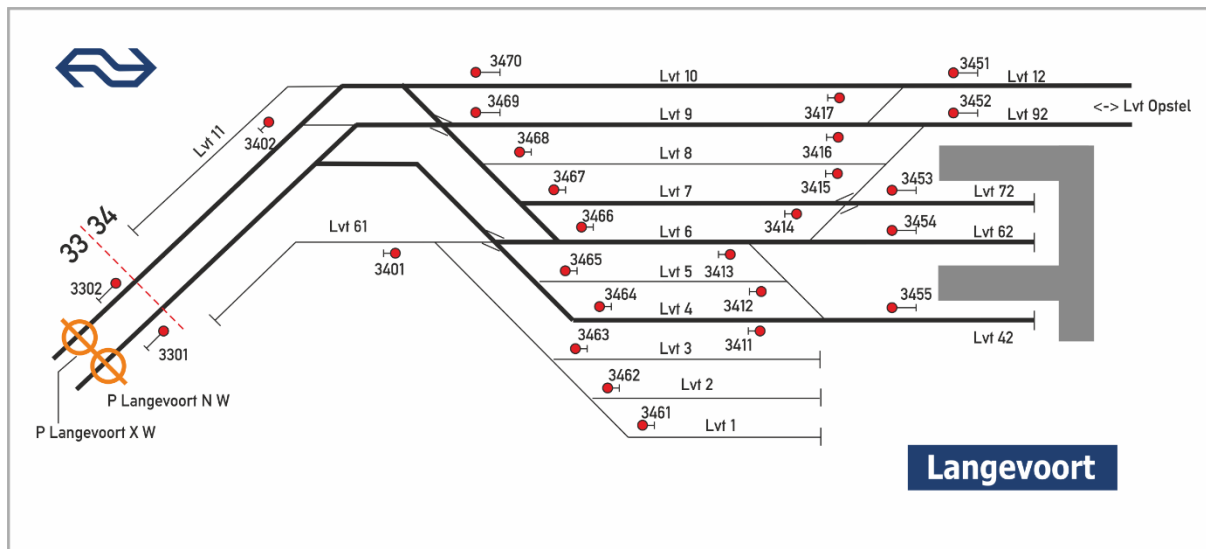 3470
3451
Lvt 10
Lvt 12
3469
3417
3452
<-> Lvt Opstel
Lvt 11
3402
Lvt 9
Lvt 92
3468
3416
Lvt 8
3467
3415
3453
Lvt 7
Lvt 72
33 34
3466
3414
3454
Lvt 61
Lvt 6
Lvt 62
3401
3465
3413
Lvt 5
3302
3464
3412
3455
Lvt 4
Lvt 42
3301
3463
3411
Lvt 3
3462
Lvt 2
P Langevoort N W
3461
Lvt 1
P Langevoort X W
Langevoort